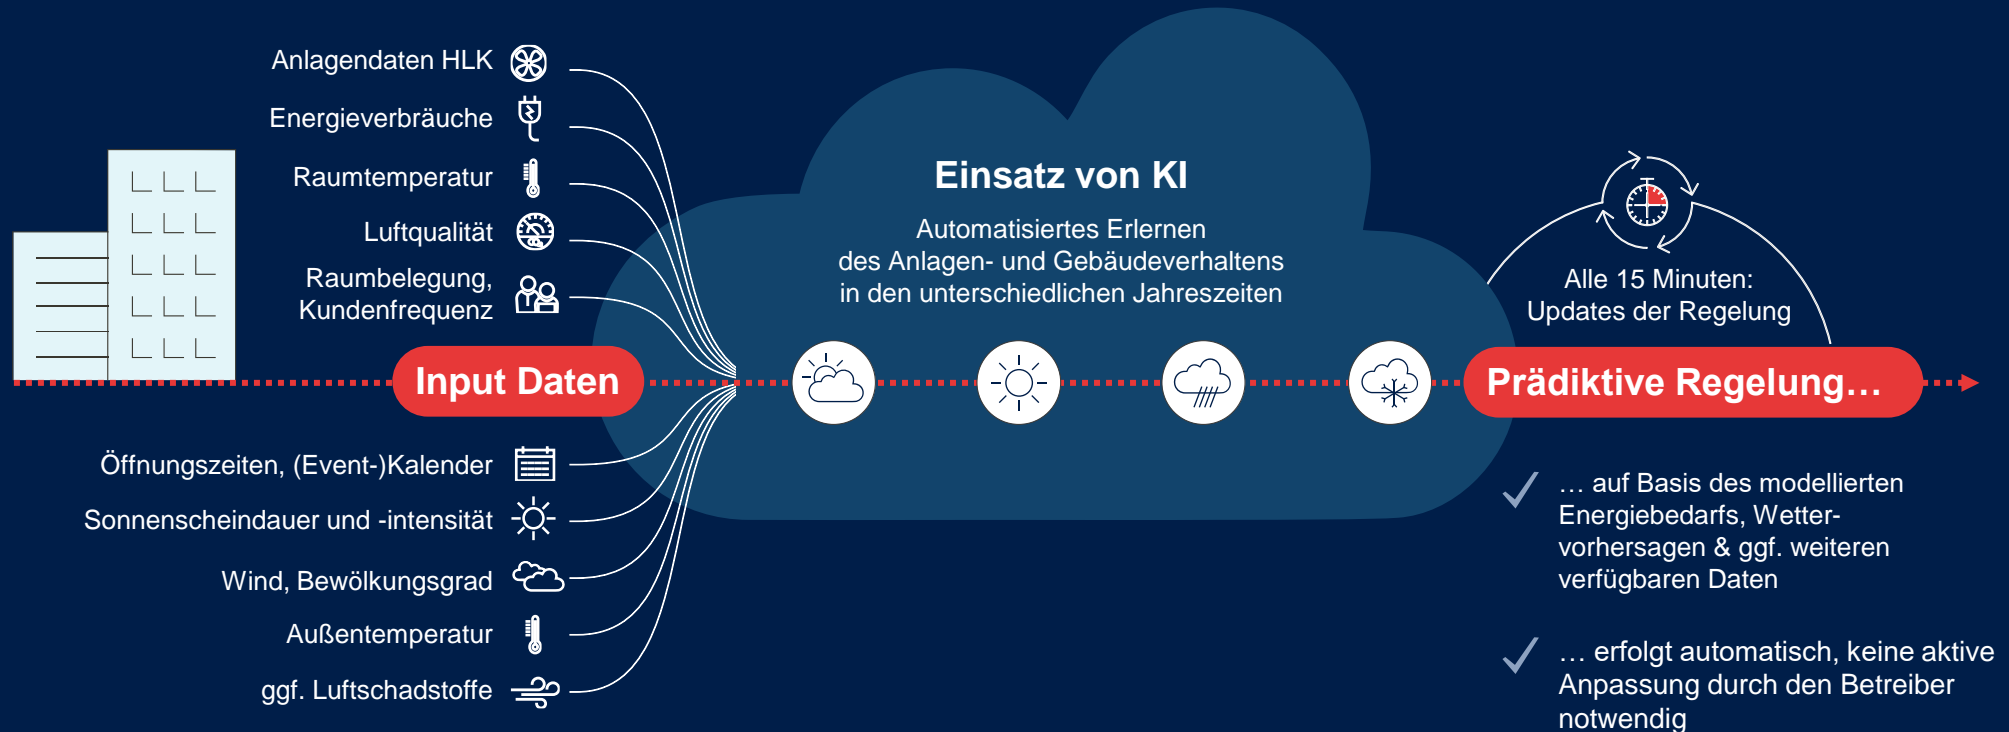 Anlagendaten HLK
Energieverbräuche
Raumtemperatur
Luftqualität
Raumbelegung,
Kundenfrequenz
Input Daten
Öffnungszeiten, (Event-)Kalender
Sonnenscheindauer und -intensität
Wind, Bewölkungsgrad
Außentemperatur
ggf. Luftschadstoffe
Einsatz von KI
Automatisiertes Erlernen
des Anlagen- und Gebäudeverhaltens
in den unterschiedlichen Jahreszeiten
Alle 15 Minuten:
Updates der Regelung
Prädiktive Regelung…
… auf Basis des modellierten
Energiebedarfs, Wetter-
vorhersagen & ggf. weiteren
verfügbaren Daten
… erfolgt automatisch, keine aktive
Anpassung durch den Betreiber
notwendig